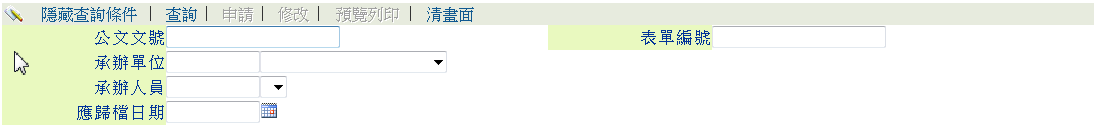 隱藏查詢條件 | 查詢 | 申請 | 修改 | 預覽列印 | 清畫面
公文文號 表單編號
承辦單位
承辦人員
應歸檔日期